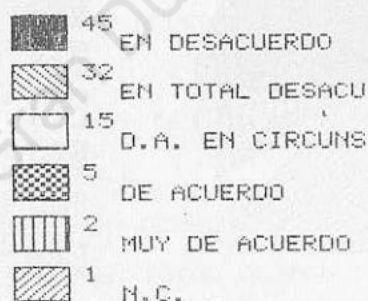 45
EN DESACUERDO
32
EN TOTAL DESACU
15
D.A. EN CIRCUNS
5
DE ACUERDO
2
MUY DE ACUERDO
1
N.C.